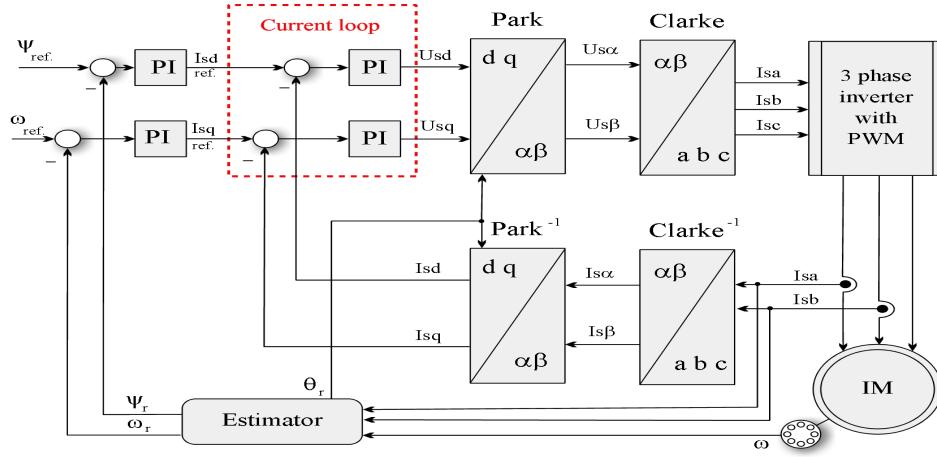 Current loop
Park
Clarke
Ψref.
PI
Isd ref.
PI
Usd
d q
αβ
Usα
αβ
a b c
Isa
Isb
Isc
3 phase
inverter
with
PWM
ωref.
PI
Isq ref.
PI
Usq
Usβ
Park-1
Clarke-1
Isd
d q
Isα
αβ
Isa
Isb
Isq
αβ
Isβ
a b c
IM
θr
Ψr
ωr
Estimator
ω